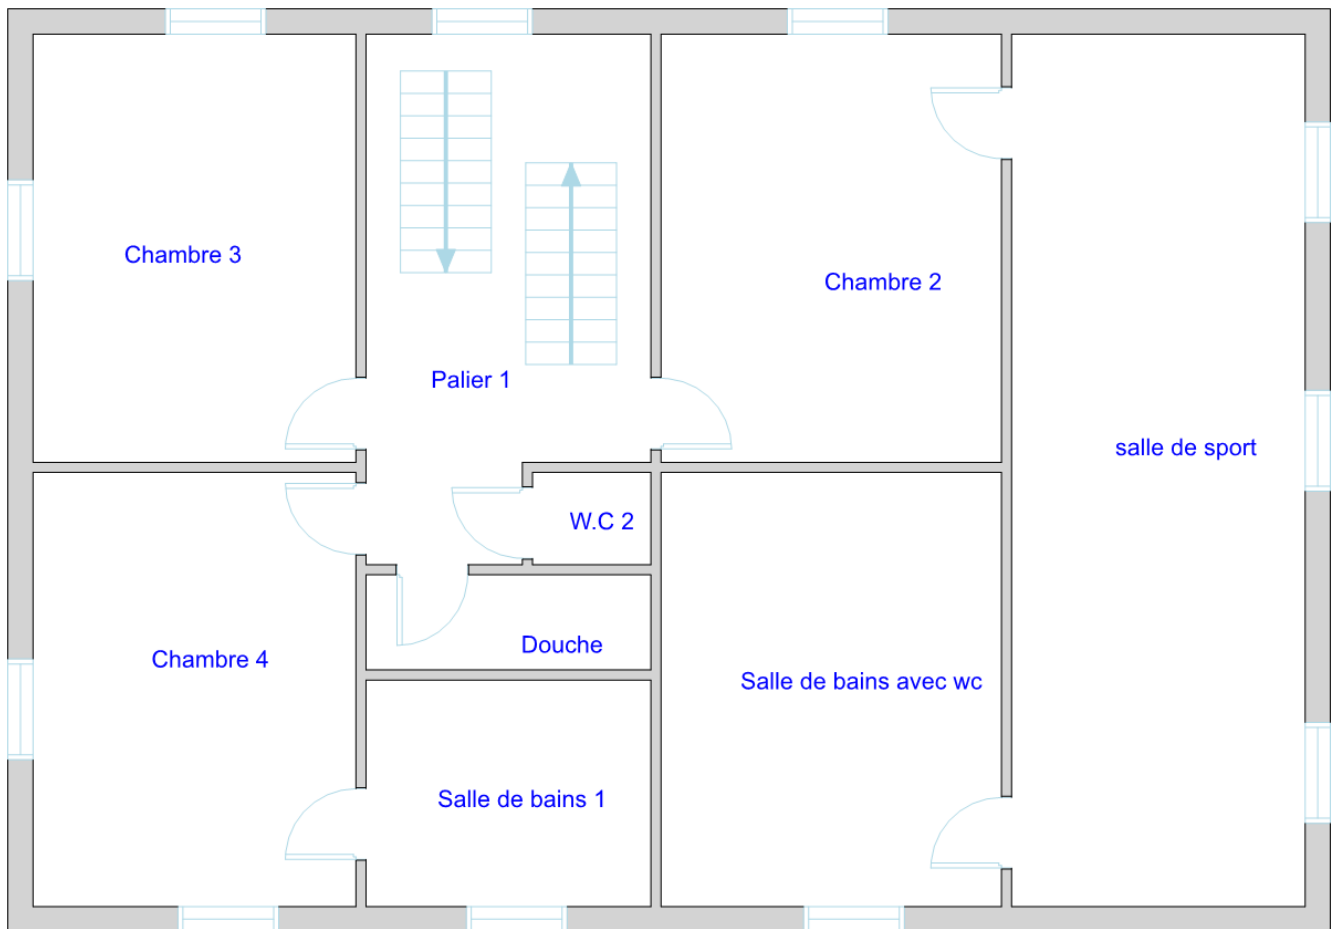 Chambre 3
Chambre 2
Palier 1
salle de sport
W.C 2
Douche
Chambre 4
Salle de bains avec wc
Salle de bains 1